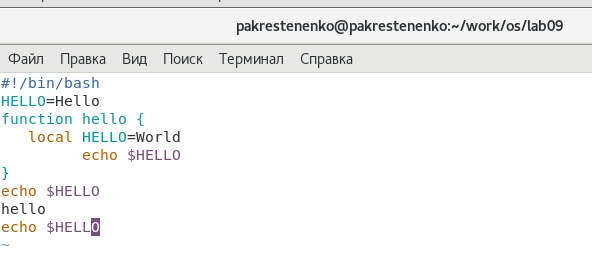 pakrestenenko@pakrestenenko:~/work/os/lab09
Файл Правка Вид Поиск Терминал Справка
#!/bin/bash
HELLO=Hello
function hello {
   local HELLO=World
         echo $HELLO
}
echo $HELLO
hello
echo $HELLO
~